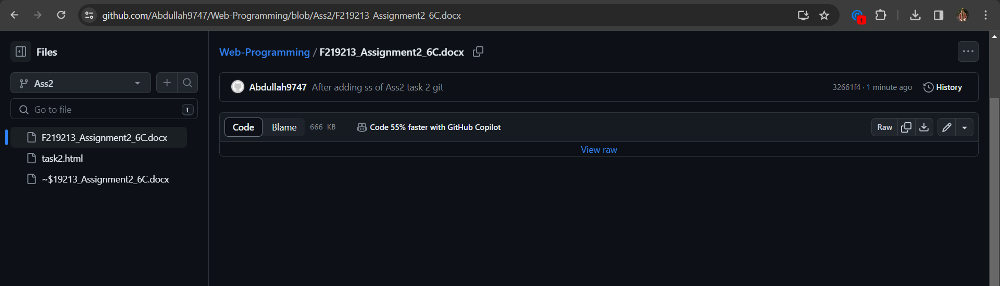 github.com/Abdullah9747/Web-Programming/blob/Ass2/F219213_Assignment2_6C.docx
1
Files
Ass2
Go to file
t
F219213_Assignment2_6C.docx
task2.html
~$19213_Assignment2_6C.docx
Web-Programming / F219213_Assignment2_6C.docx
Abdullah9747 After adding ss of Ass2 task 2 git
32661f4 · 1 minute ago
History
Code Blame 666 KB
Code 55% faster with GitHub Copilot
Raw
View raw